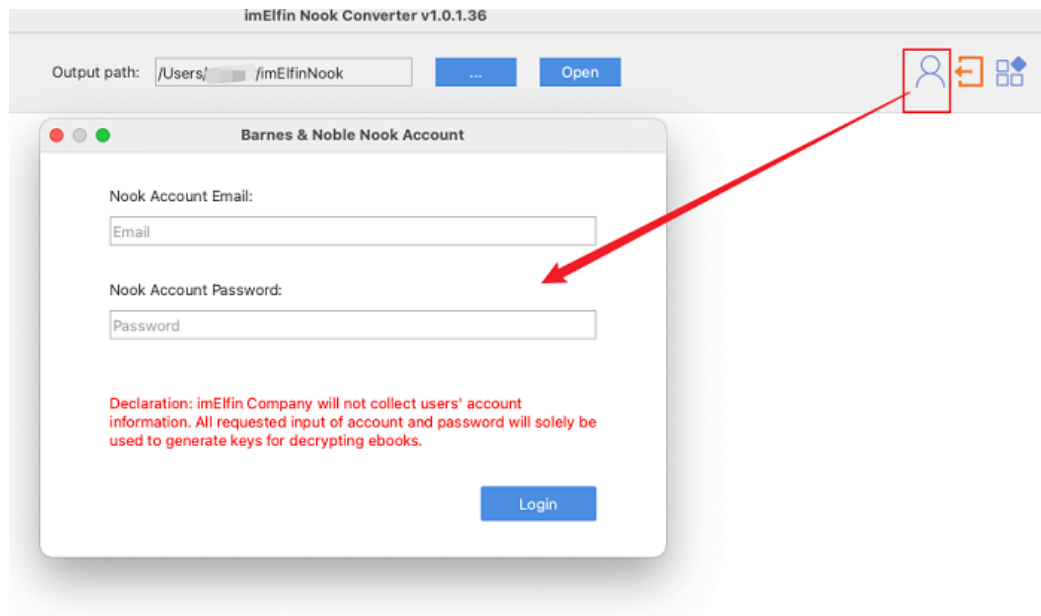 imElfin Nook Converter v1.0.1.36
Output path: /Users/ /imElfinNook ... Open
Barnes & Noble Nook Account
Nook Account Email:
Email
Nook Account Password:
Password
Declaration: imElfin Company will not collect users' account
information. All requested input of account and password will solely be
used to generate keys for decrypting ebooks.
Login